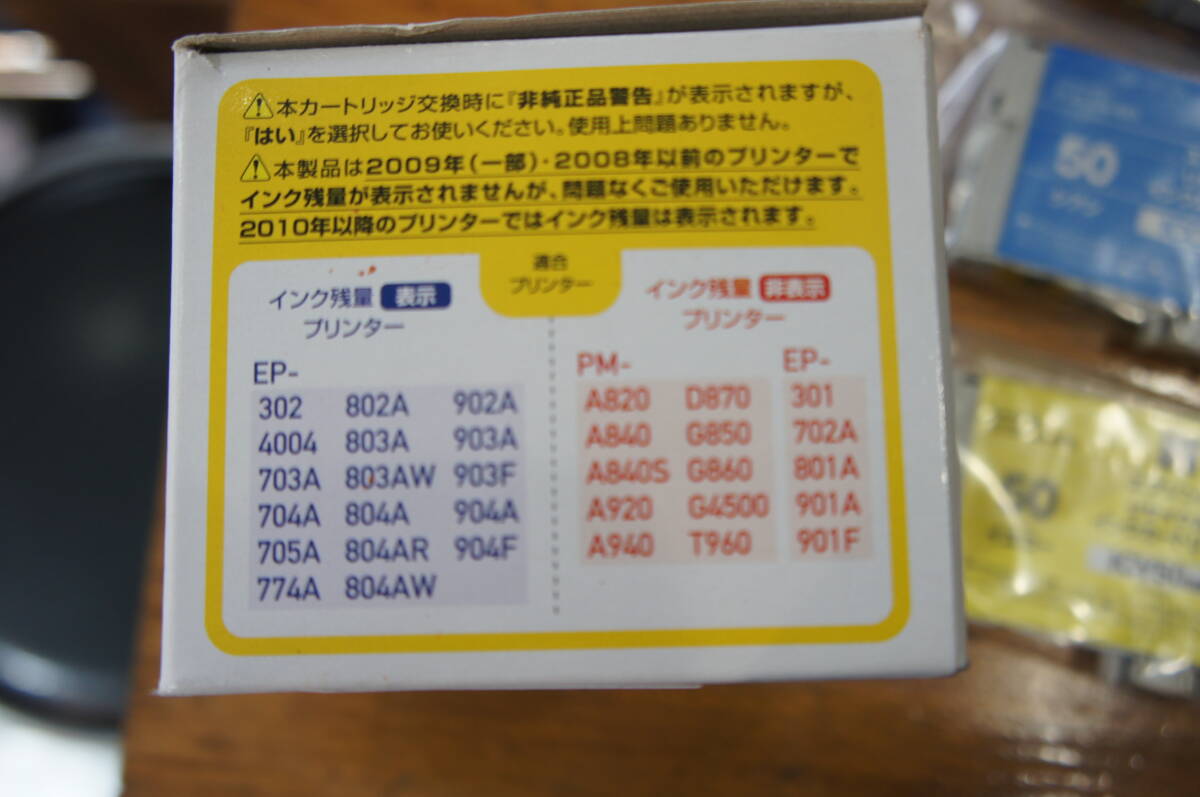 ⚠本カートリッジ交換時に『非純正品警告』が表示されますが、
『はい』を選択してお使いください。使用上問題ありません。
⚠本製品は2009年(一部)・2008年以前のプリンターで
インク残量が表示されませんが、問題なくご使用いただけます。
2010年以降のプリンターではインク残量は表示されます。
適合
プリンター
インク残量 表示
プリンター
EP-
302 802A 902A
4004 803A 903A
703A 803AW 903F
704A 804A 904A
705A 804AR 904F
774A 804AW
インク残量 非表示
プリンター
PM- EP-
A820 D870 301
A840 G850 702A
A840S G860 801A
A920 G4500 901A
A940 T960 901F
50
シアン
50